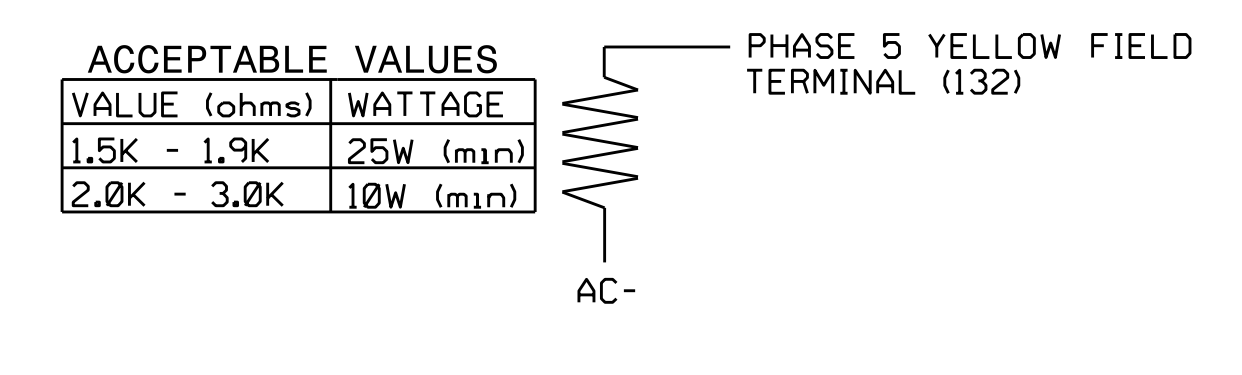 ACCEPTABLE VALUES
VALUE (ohms) WATTAGE
1.5K - 1.9K 25W (min)
2.0K - 3.0K 10W (min)
PHASE 5 YELLOW FIELD
TERMINAL (132)
AC-